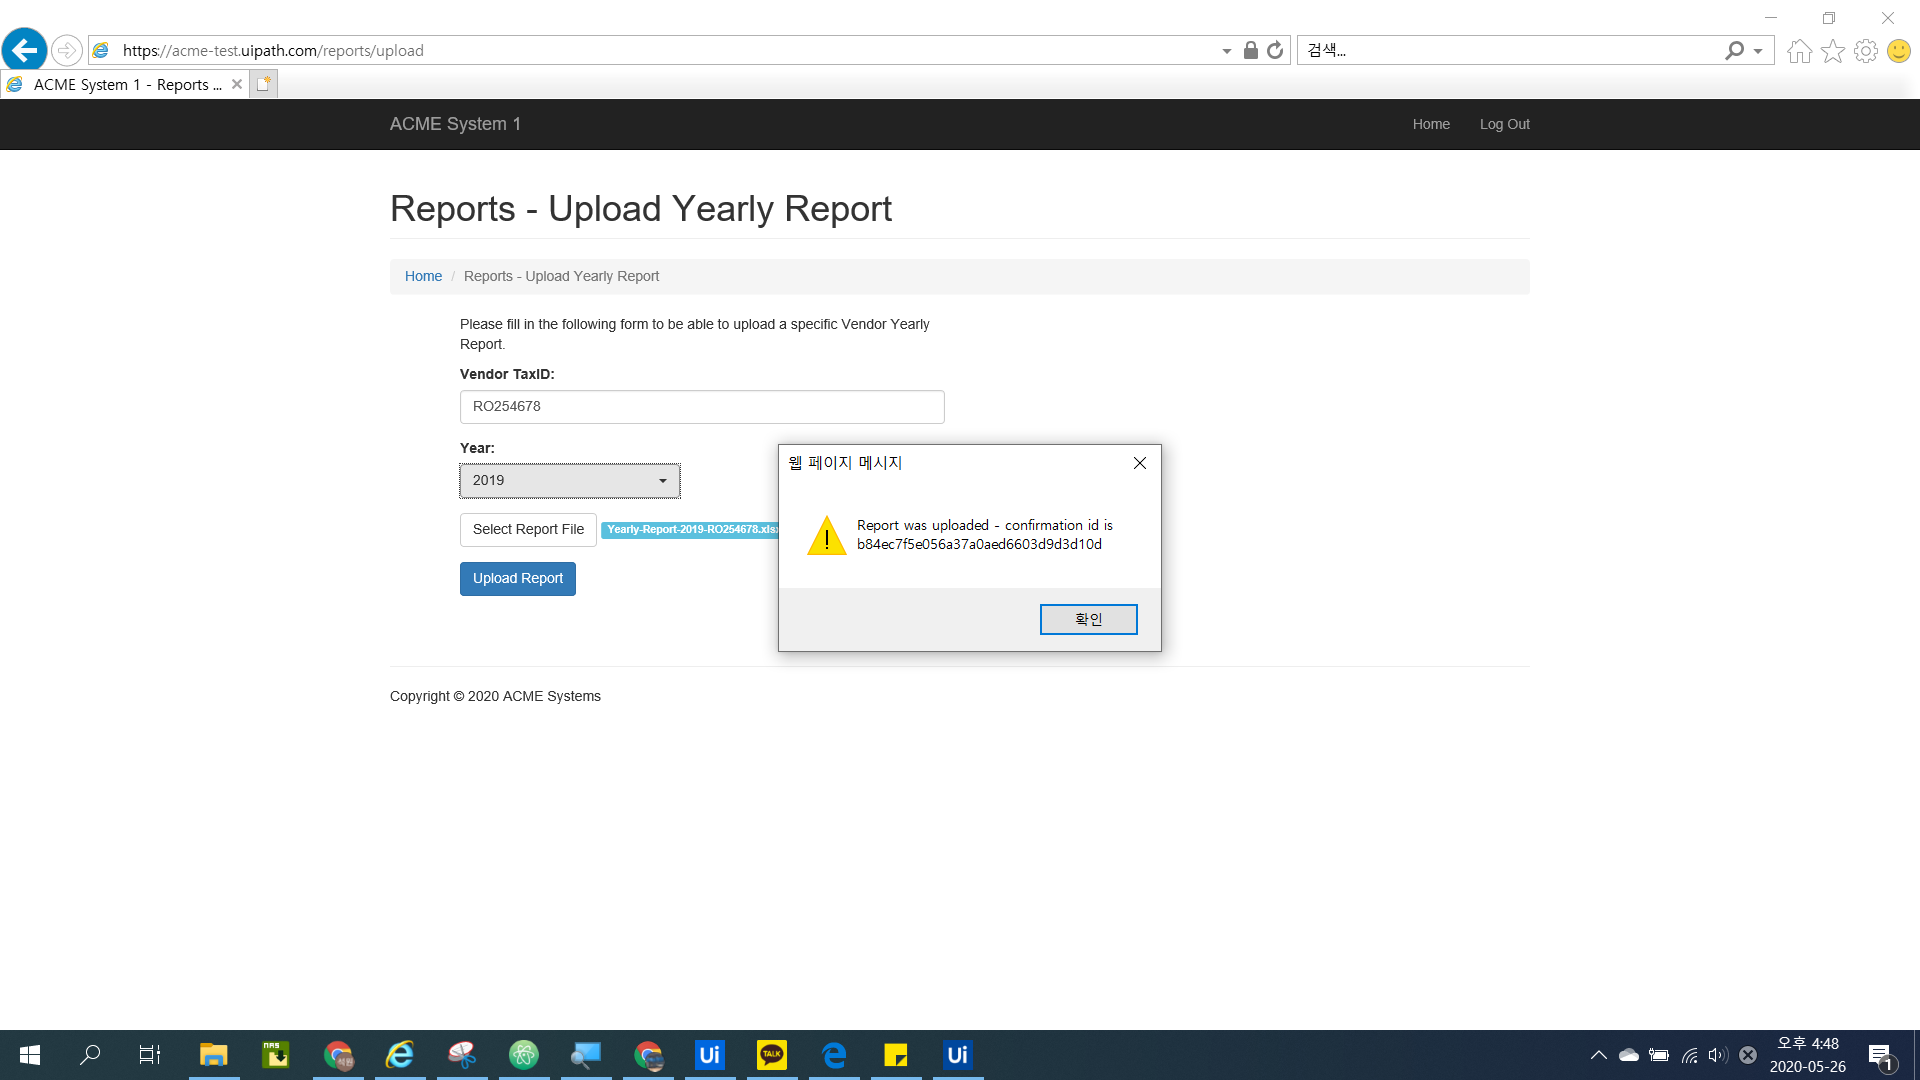 https://acme-test.uipath.com/reports/upload
검색...
ACME System 1 - Reports ...
ACME System 1
Home
Log Out
Reports - Upload Yearly Report
Home / Reports - Upload Yearly Report
Please fill in the following form to be able to upload a specific Vendor Yearly
Report.
Vendor TaxID:
RO254678
Year:
2019
Select Report File
Yearly-Report-2019-RO254678.xlsx
Upload Report
웹 페이지 메시지
Report was uploaded - confirmation id is
b84ec7f5e056a37a0aed6603d9d3d10d
확인
Copyright © 2020 ACME Systems
NAS
Ui
TALK
Ui
오후 4:48
2020-05-26
1